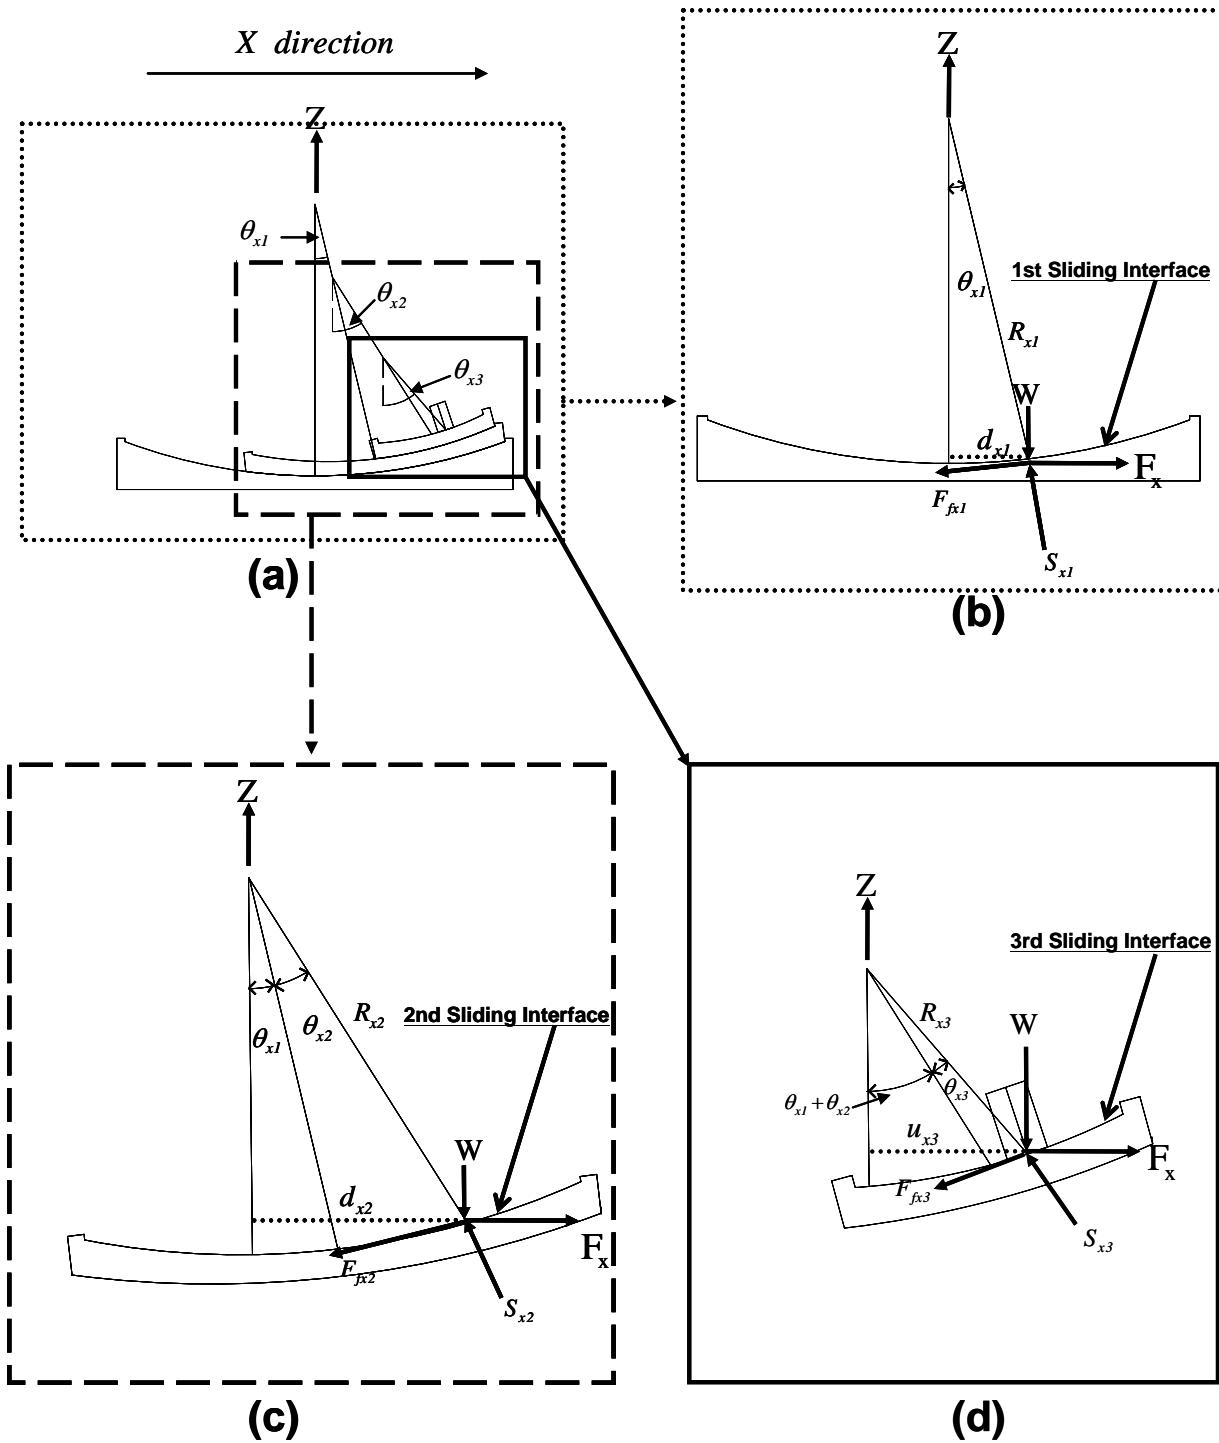 X direction
Z
θx1
θx2
θx3
(a)
Z
1st Sliding Interface
θx1
Rx1
W
dx1
Fx
Ffx1
Sx1
(b)
Z
Rx2
2nd Sliding Interface
θx1
θx2
W
dx2
Fx
Ffx2
Sx2
(c)
Z
3rd Sliding Interface
Rx3
W
θx3
θx1+θx2
ux3
Fx
Ffx3
Sx3
(d)